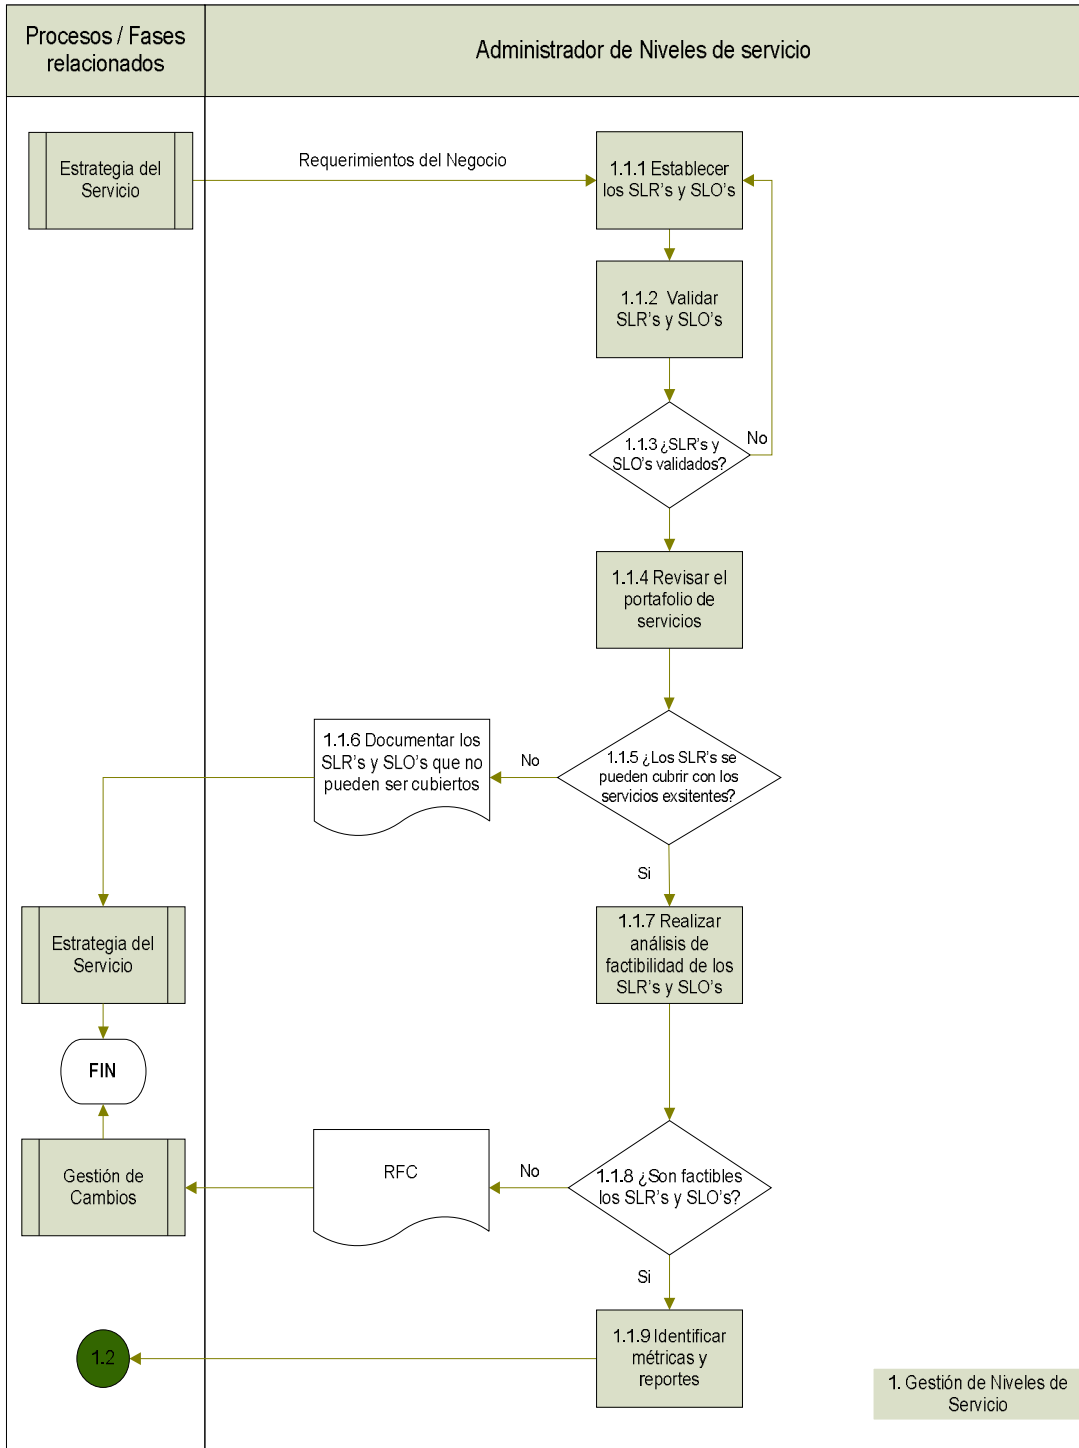 Procesos / Fases
relacionados
Administrador de Niveles de servicio
Estrategia del
Servicio
Requerimientos del Negocio
1.1.1 Establecer
los SLR's y SLO's
1.1.2 Validar
SLR's y SLO's
1.1.3 ¿SLR's y
SLO's validados?
No
1.1.4 Revisar el
portafolio de
servicios
1.1.5 ¿Los SLR's se
pueden cubrir con los
servicios exsitentes?
No
1.1.6 Documentar los
SLR's y SLO's que no
pueden ser cubiertos
Si
Estrategia del
Servicio
1.1.7 Realizar
análisis de
factibilidad de los
SLR's y SLO's
FIN
Gestión de
Cambios
RFC
No
1.1.8 ¿Son factibles
los SLR's y SLO's?
Si
1.1.9 Identificar
métricas y
reportes
1.2
1. Gestión de Niveles de
Servicio